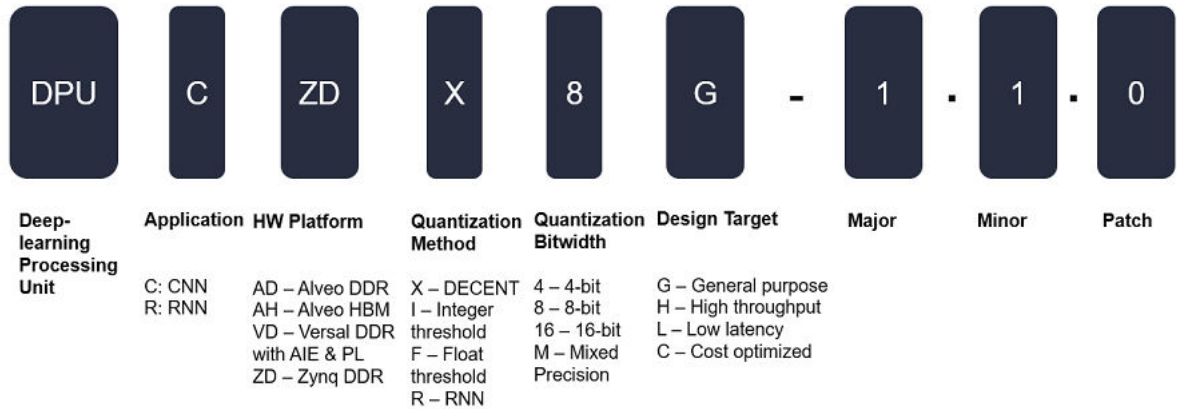 DPU C ZD X 8 G - 1 . 1 . 0
Deep-
learning
Processing
Unit
Application
C: CNN
R: RNN
HW Platform
AD – Alveo DDR
AH – Alveo HBM
VD – Versal DDR
with AIE & PL
ZD – Zynq DDR
Quantization
Method
X – DECENT
I – Integer
threshold
F – Float
threshold
R – RNN
Quantization
Bitwidth
4 – 4-bit
8 – 8-bit
16 – 16-bit
M – Mixed
Precision
Design Target
G – General purpose
H – High throughput
L – Low latency
C – Cost optimized
Major
Minor
Patch